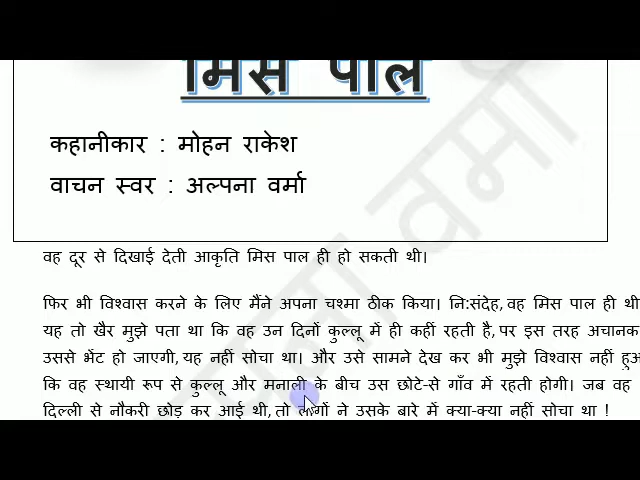 मिस पाल
कहानीकार : मोहन राकेश
वाचन स्वर : अल्पना वर्मा
वह दूर से दिखाई देती आकृति मिस पाल ही हो सकती थी।
फिर भी विश्वास करने के लिए मैंने अपना चश्मा ठीक किया। नि:संदेह, वह मिस पाल ही थी
यह तो खैर मुझे पता था कि वह उन दिनों कुल्लू में ही कहीं रहती है, पर इस तरह अचानक
उससे भेंट हो जाएगी, यह नहीं सोचा था। और उसे सामने देख कर भी मुझे विश्वास नहीं हुआ
कि वह स्थायी रूप से कुल्लू और मनाली के बीच उस छोटे-से गाँव में रहती होगी। जब वह
दिल्ली से नौकरी छोड़ कर आई थी, तो लोगों ने उसके बारे में क्या-क्या नहीं सोचा था !